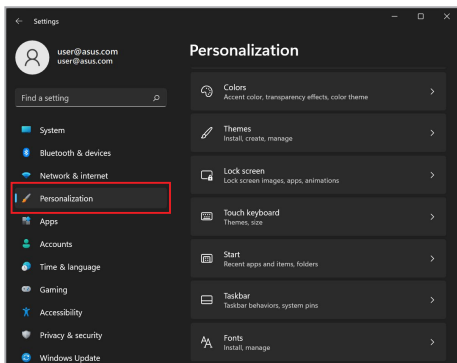 Settings
user@asus.com
user@asus.com
Find a setting
System
Bluetooth & devices
Network & internet
Personalization
Apps
Accounts
Time & language
Gaming
Accessibility
Privacy & security
Windows Update
Personalization
Colors
Accent color, transparency effects, color theme
Themes
Install, create, manage
Lock screen
Lock screen images, apps, animations
Touch keyboard
Themes, size
Start
Recent apps and items, folders
Taskbar
Taskbar behaviors, system pins
Fonts
Install, manage